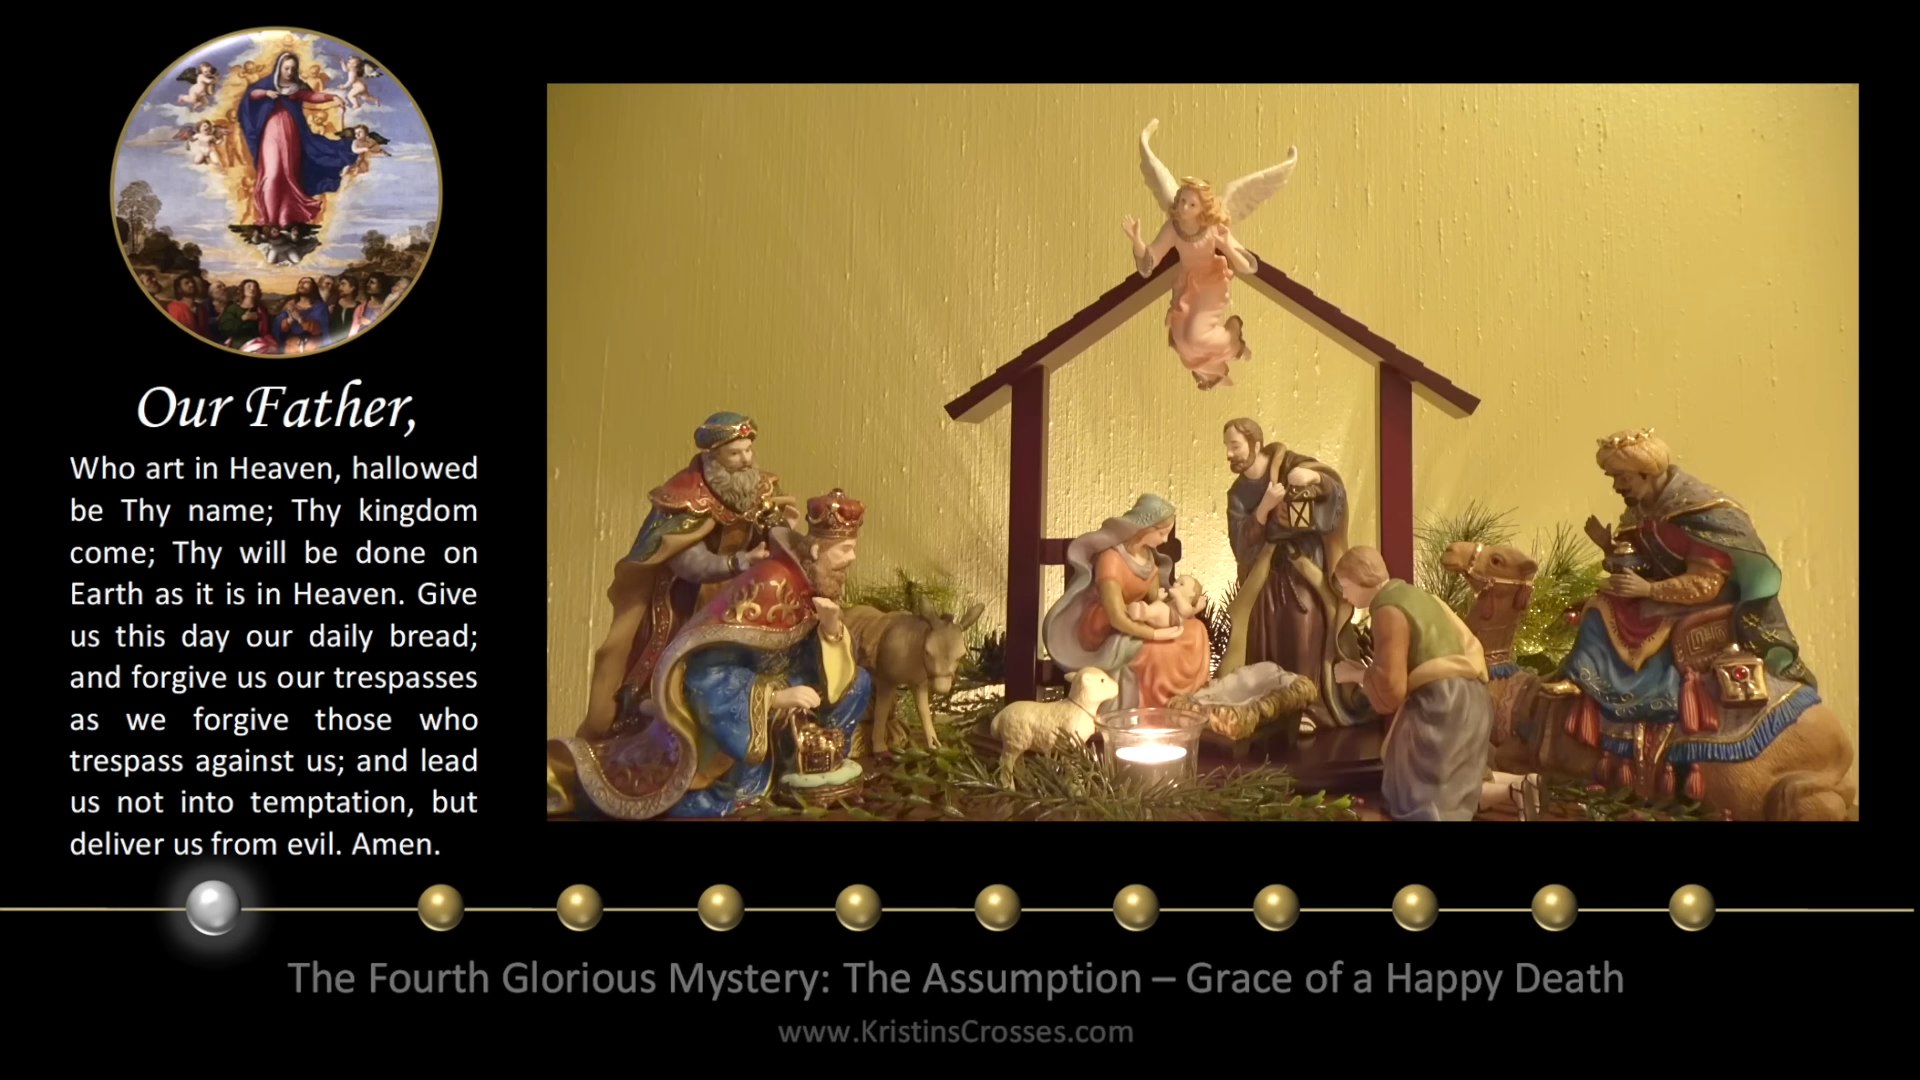 Our Father,
Who art in Heaven, hallowed
be Thy name; Thy kingdom
come; Thy will be done on
Earth as it is in Heaven. Give
us this day our daily bread;
and forgive us our trespasses
as we forgive those who
trespass against us; and lead
us not into temptation, but
deliver us from evil. Amen.
The Fourth Glorious Mystery: The Assumption – Grace of a Happy Death
www.KristinsCrosses.com